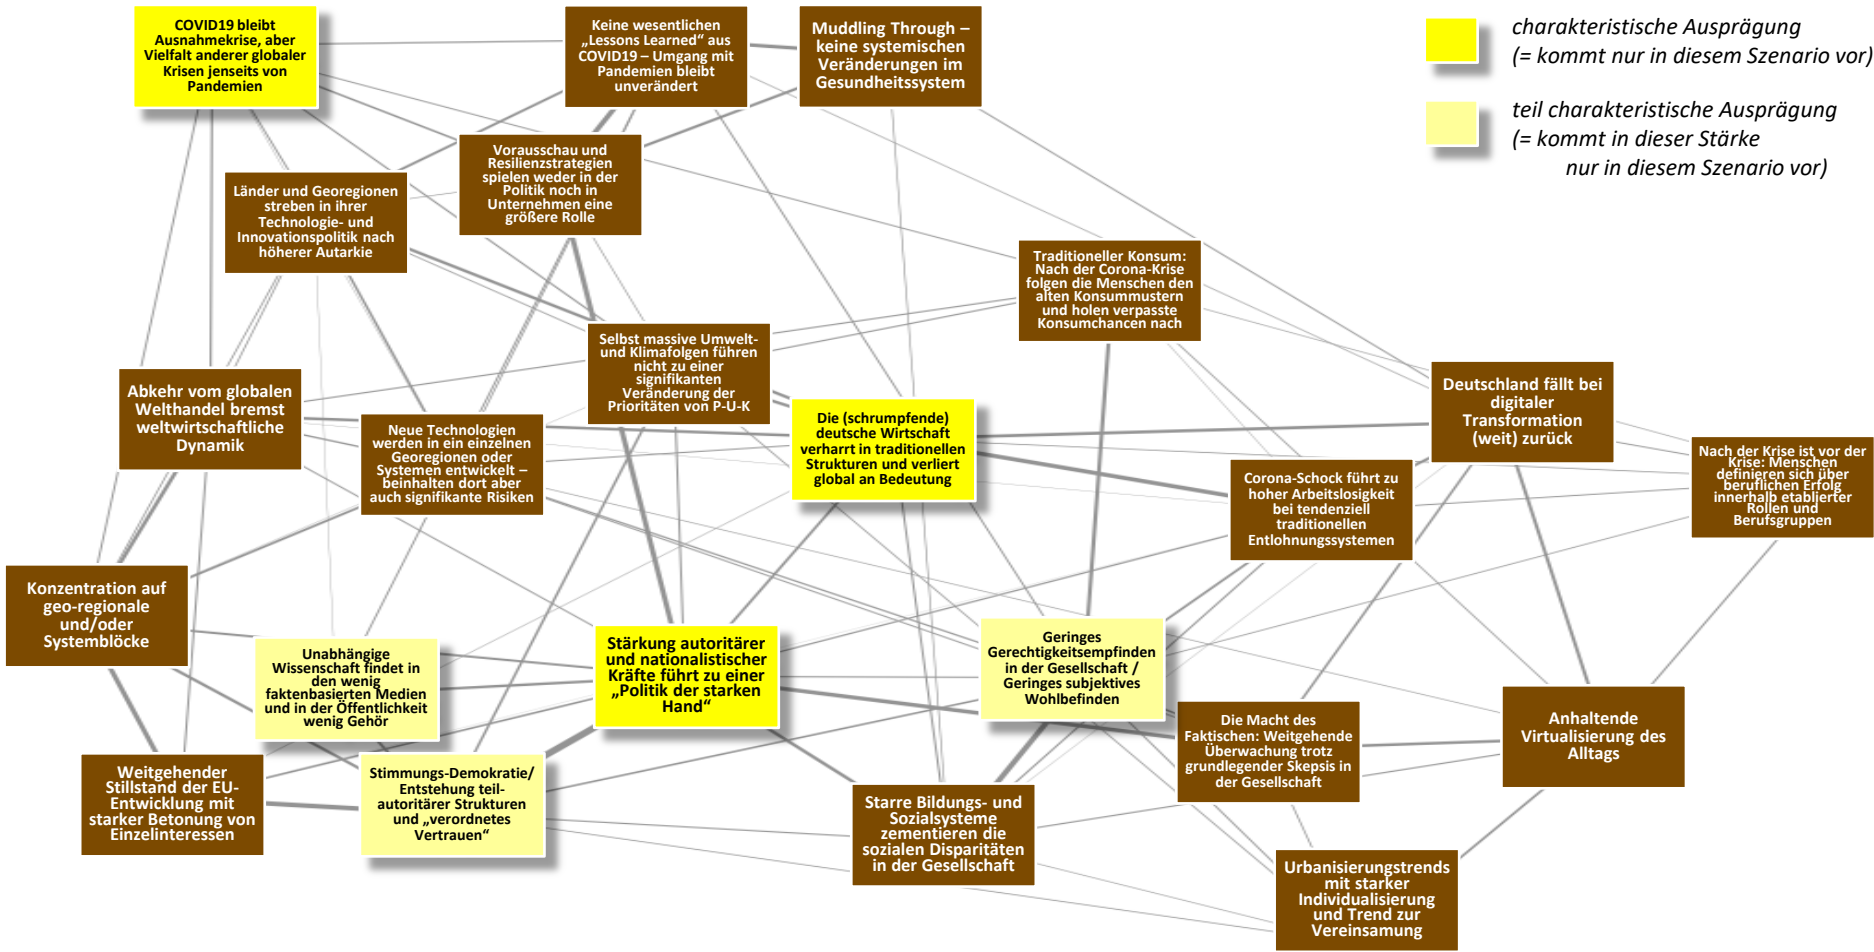 COVID19 bleibt
Ausnahmekrise, aber
Vielfalt anderer globaler
Krisen jenseits von
Pandemien
Keine wesentlichen
„Lessons Learned“ aus
COVID19 – Umgang mit
Pandemien bleibt
unverändert
Muddling Through –
keine systemischen
Veränderungen im
Gesundheitssystem
charakteristische Ausprägung
(= kommt nur in diesem Szenario vor)
teil charakteristische Ausprägung
(= kommt in dieser Stärke
nur in diesem Szenario vor)
Vorausschau und
Resilienzstrategien
spielen weder in der
Politik noch in
Unternehmen eine
größere Rolle
Länder und Georegionen
streben in ihrer
Technologie- und
Innovationspolitik nach
höherer Autarkie
Traditioneller Konsum:
Nach der Corona-Krise
folgen die Menschen den
alten Konsummustern
und holen verpasste
Konsumchancen nach
Selbst massive Umwelt-
und Klimafolgen führen
nicht zu einer
signifikanten
Veränderung der
Prioritäten von P-U-K
Abkehr vom globalen
Welthandel bremst
weltwirtschaftliche
Dynamik
Neue Technologien
werden in ein einzelnen
Georegionen oder
Systemen entwickelt –
beinhalten dort aber
auch signifikante Risiken
Die (schrumpfende)
deutsche Wirtschaft
verharrt in traditionellen
Strukturen und verliert
global an Bedeutung
Deutschland fällt bei
digitaler
Transformation
(weit) zurück
Nach der Krise ist vor der
Krise: Menschen
definieren sich über
beruflichen Erfolg
innerhalb etablierter
Rollen und
Berufsgruppen
Corona-Schock führt zu
hoher Arbeitslosigkeit
bei tendenziell
traditionellen
Entlohnungssystemen
Konzentration auf
geo-regionale
und/oder
Systemblöcke
Unabhängige
Wissenschaft findet in
den wenig
faktenbasierten Medien
und in der Öffentlichkeit
wenig Gehör
Stärkung autoritärer
und nationalistischer
Kräfte führt zu einer
„Politik der starken
Hand“
Geringes
Gerechtigkeitsempfinden
in der Gesellschaft /
Geringes subjektives
Wohlbefinden
Die Macht des
Faktischen: Weitgehende
Überwachung trotz
grundlegender Skepsis in
der Gesellschaft
Anhaltende
Virtualisierung des
Alltags
Weitgehender
Stillstand der EU-
Entwicklung mit
starker Betonung von
Einzelinteressen
Stimmungs-Demokratie/
Entstehung teil-
autoritärer Strukturen
und „verordnetes
Vertrauen“
Starre Bildungs- und
Sozialsysteme
zementieren die
sozialen Disparitäten
in der Gesellschaft
Urbanisierungstrends
mit starker
Individualisierung
und Trend zur
Vereinsamung